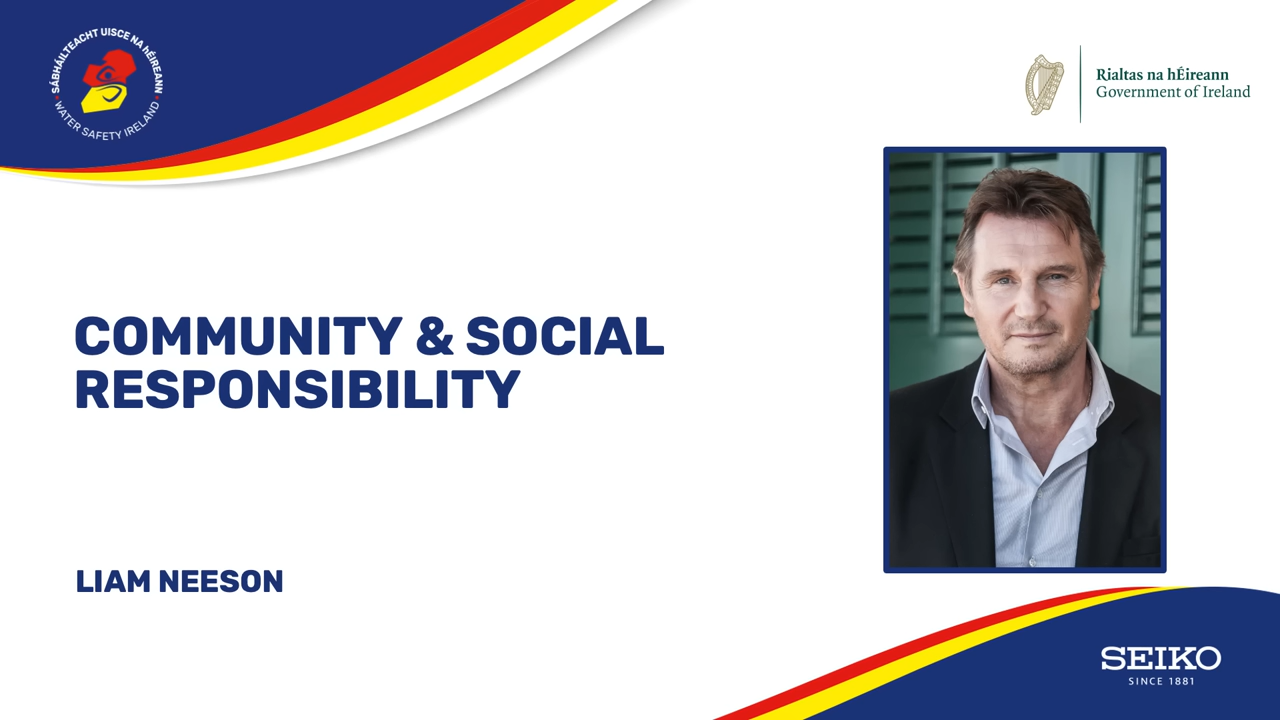 SÁBHÁILTEACHT UISCE NA hÉIREANN
WATER SAFETY IRELAND
Rialtas na hÉireann
Government of Ireland
COMMUNITY & SOCIAL
RESPONSIBILITY
LIAM NEESON
SEIKO
SINCE 1881